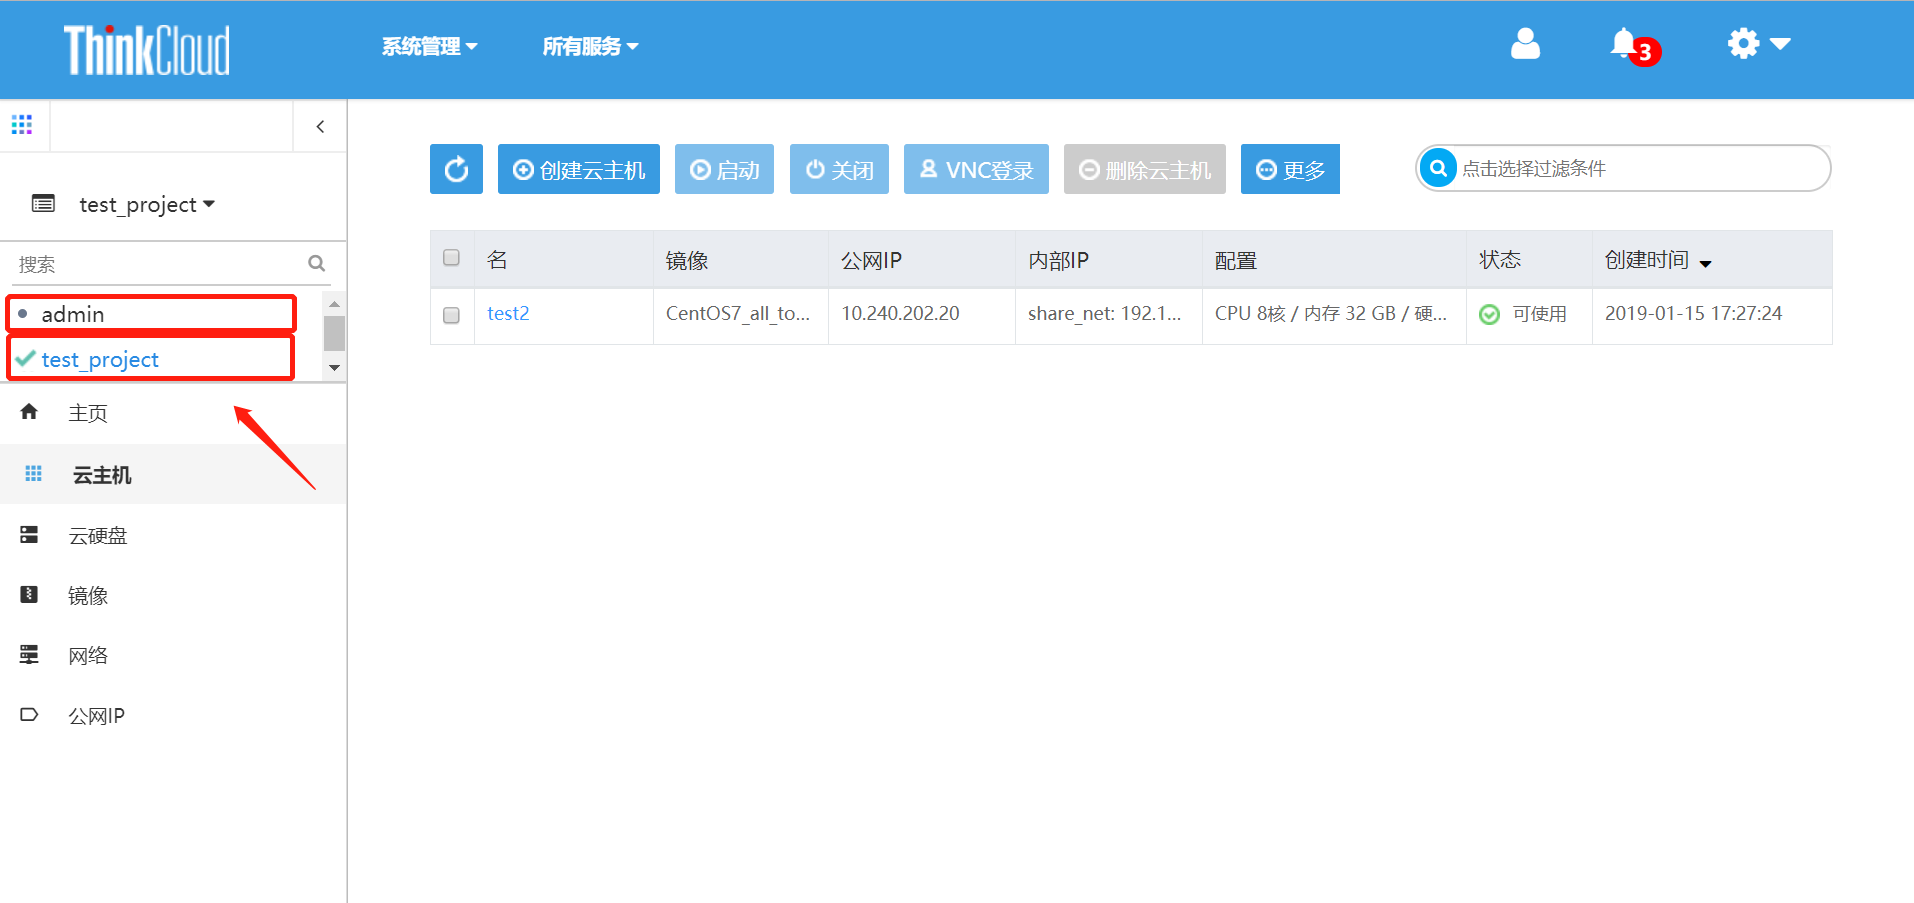 ThinkCloud
系统管理
所有服务
3
test_project
搜索
admin
test_project
主页
云主机
云硬盘
镜像
网络
公网IP
创建云主机
启动
关闭
VNC登录
删除云主机
更多
点击选择过滤条件
名 镜像 公网IP 内部IP 配置 状态 创建时间
test2 CentOS7_all_to... 10.240.202.20 share_net: 192.1... CPU 8核 / 内存 32 GB / 硬... 可使用 2019-01-15 17:27:24